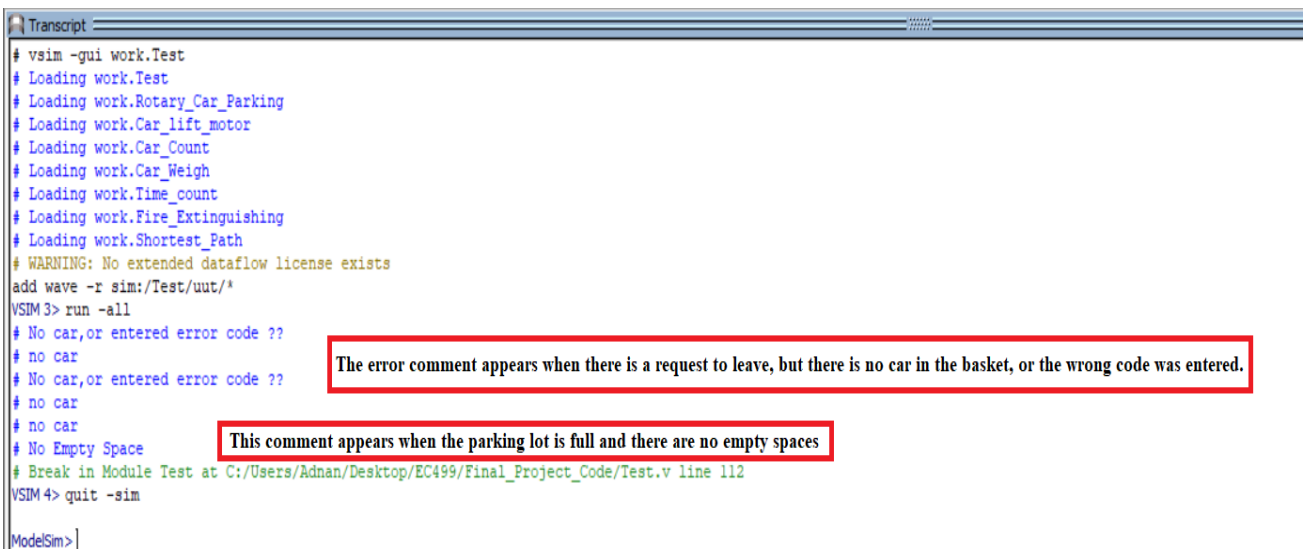 Transcript
# vsim -gui work.Test
# Loading work.Test
# Loading work.Rotary_Car_Parking
# Loading work.Car_lift_motor
# Loading work.Car_Count
# Loading work.Car_Weigh
# Loading work.Time_count
# Loading work.Fire_Extinguishing
# Loading work.Shortest_Path
# WARNING: No extended dataflow license exists
add wave -r sim:/Test/uut/*
VSIM 3> run -all
# No car,or entered error code ??
# no car
The error comment appears when there is a request to leave, but there is no car in the basket, or the wrong code was entered.
# No car,or entered error code ??
# no car
# no car
# No Empty Space
This comment appears when the parking lot is full and there are no empty spaces
# Break in Module Test at C:/Users/Adnan/Desktop/EC499/Final_Project_Code/Test.v line 112
VSIM 4> quit -sim
ModelSim>